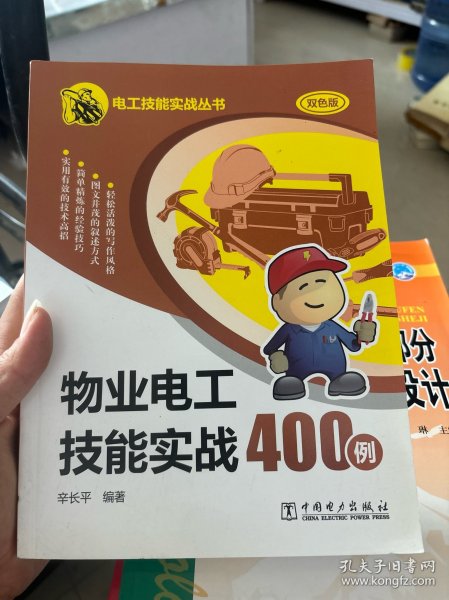 电工技能实战丛书
双色版
轻松活泼的写作风格
图文并茂的叙述方式
简单精炼的经验技巧
实用有效的技术高招
物业电工
技能实战400例
辛长平 编著
中国电力出版社
CHINA ELECTRIC POWER PRESS
FEN
SHEJI
部分
设计
琳 主
孔夫子旧书网
www.kongfz.com